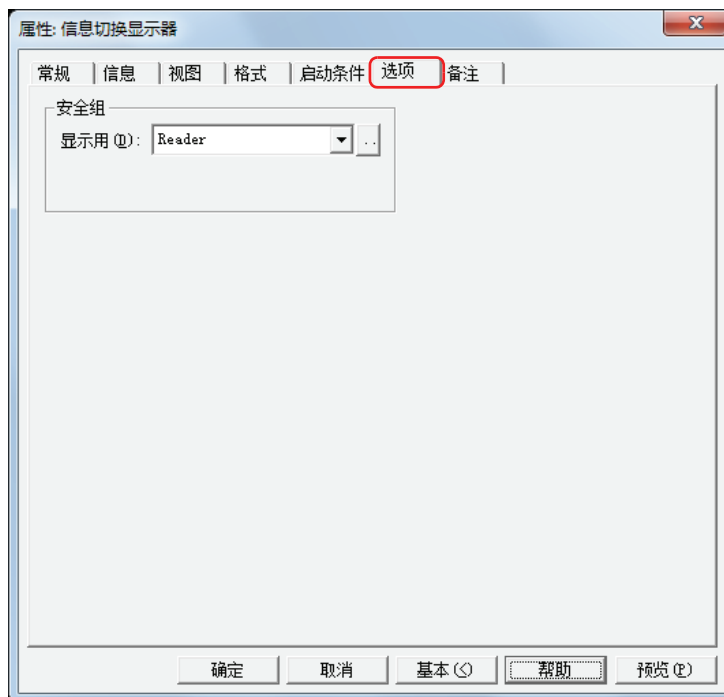 属性: 信息切换显示器
常规 信息 视图 格式 启动条件 选项 备注
安全组
显示用(D): Reader ..
确定 取消 基本(<) 帮助 预览(P)